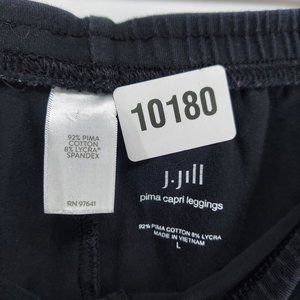 10180
92% PIMA
COTTON
8% LYCRA®
SPANDEX
RN 97641
J.Jill
pima capri leggings
92% PIMA COTTON 8% LYCRA
MADE IN VIETNAM
L